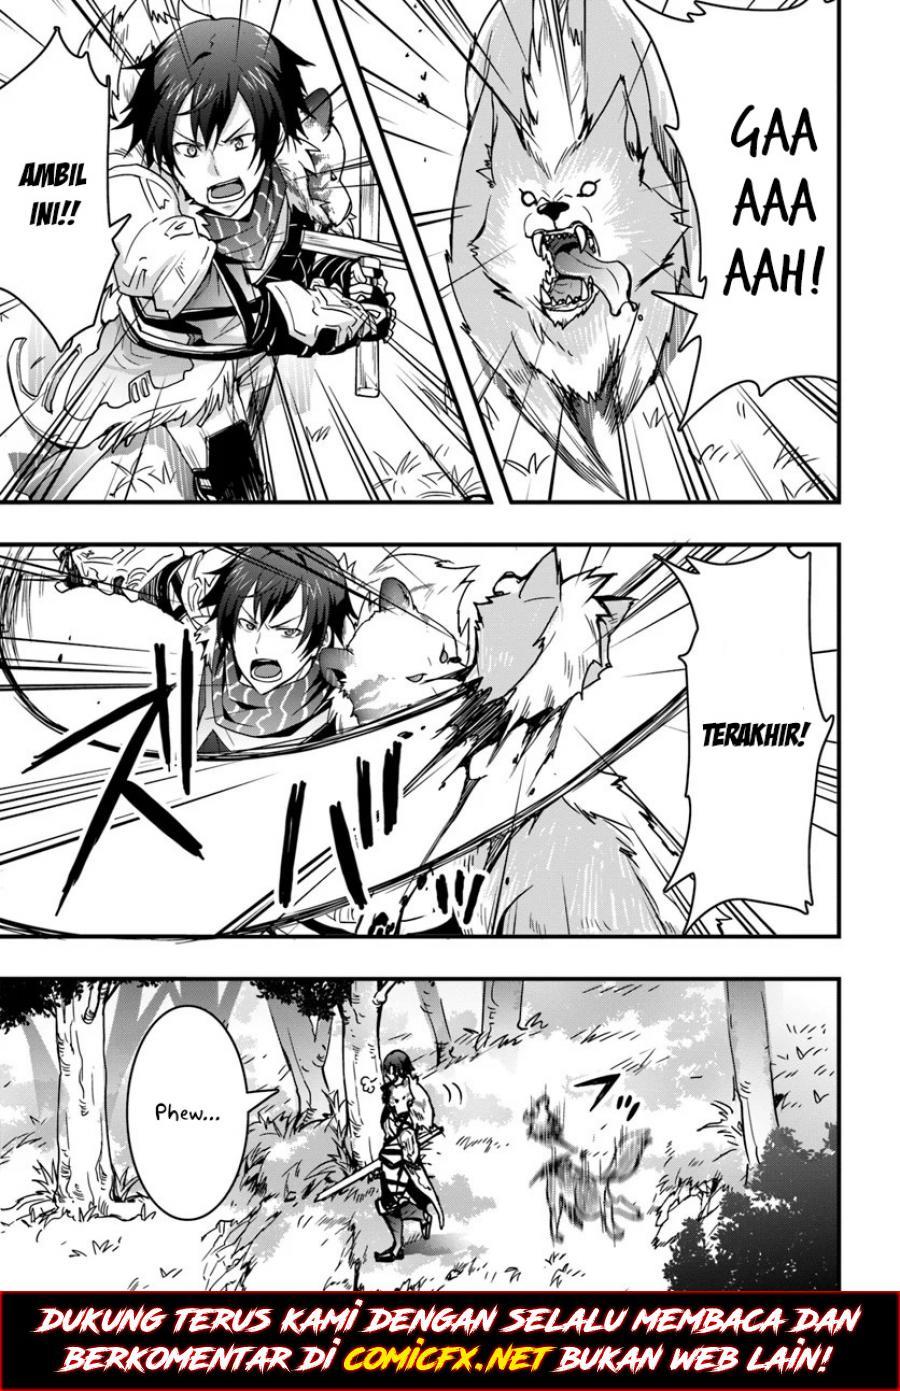 GAA
AAA
AAH!
AMBIL
INI!!
TERAKHIR!
ズバッ
Phew...
フッ
DUKUNG TERUS KAMI DENGAN SELALU MEMBACA DAN
BERKOMENTAR DI COMICFX.NET BUKAN WEB LAIN!